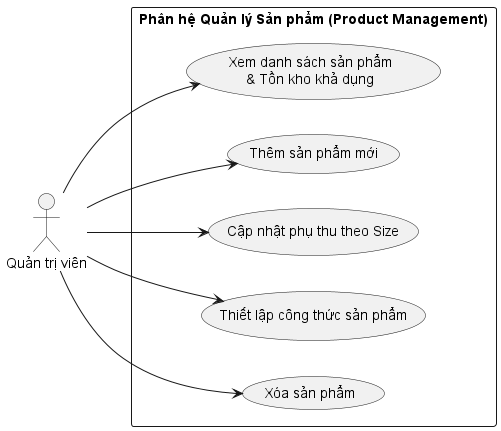 Phân hệ Quản lý Sản phẩm (Product Management)
Xem danh sách sản phẩm
& Tồn kho khả dụng
Thêm sản phẩm mới
Cập nhật phụ thu theo Size
Quản trị viên
Thiết lập công thức sản phẩm
Xóa sản phẩm